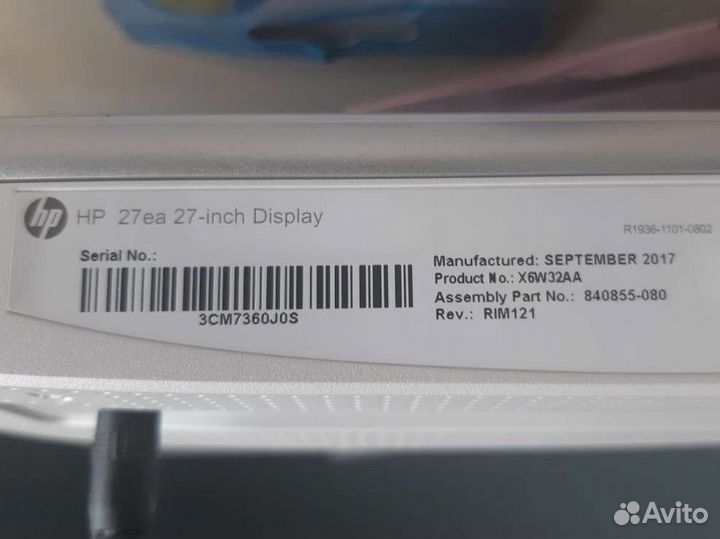 hp HP 27ea 27-inch Display
R1936-1101-0802
Serial No.:
3CM7360J0S
Manufactured: SEPTEMBER 2017
Product No.: X6W32AA
Assembly Part No.: 840855-080
Rev.: RIM121
Avito